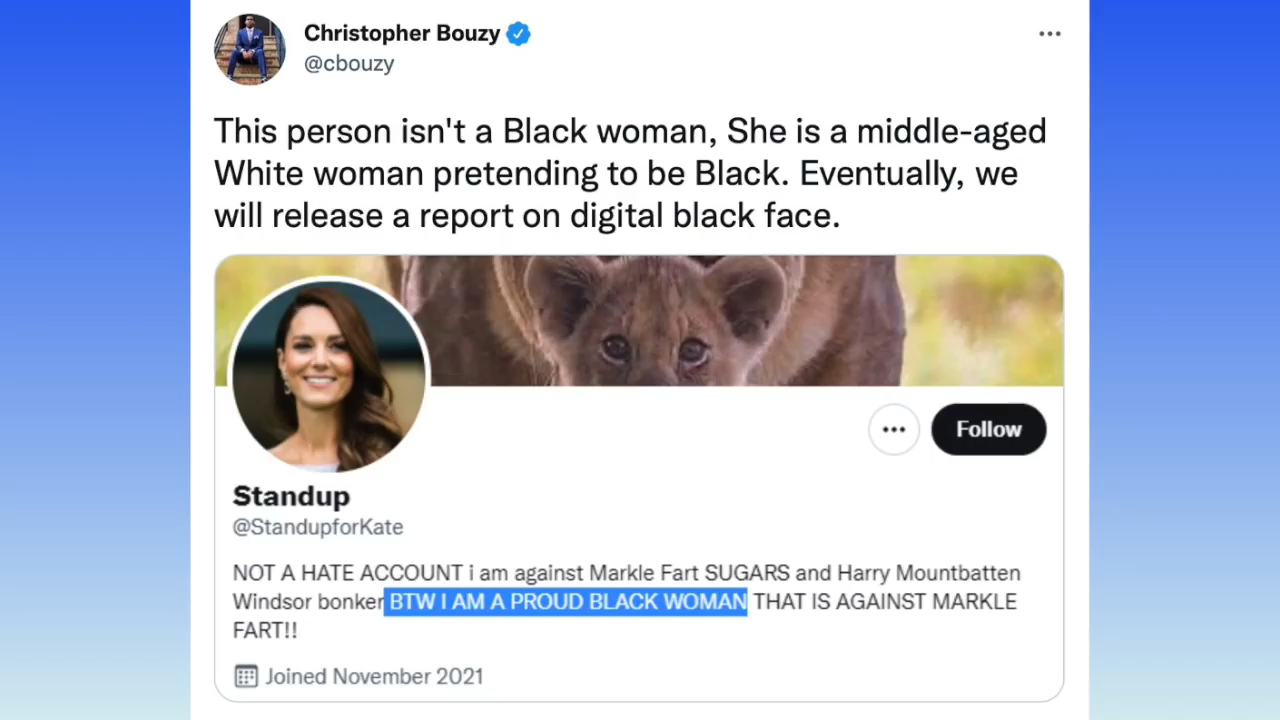 Christopher Bouzy
@cbouzy
This person isn't a Black woman, She is a middle-aged
White woman pretending to be Black. Eventually, we
will release a report on digital black face.
Follow
Standup
@StandupforKate
NOT A HATE ACCOUNT i am against Markle Fart SUGARS and Harry Mountbatten
Windsor bonker BTW I AM A PROUD BLACK WOMAN THAT IS AGAINST MARKLE
FART!!
Joined November 2021